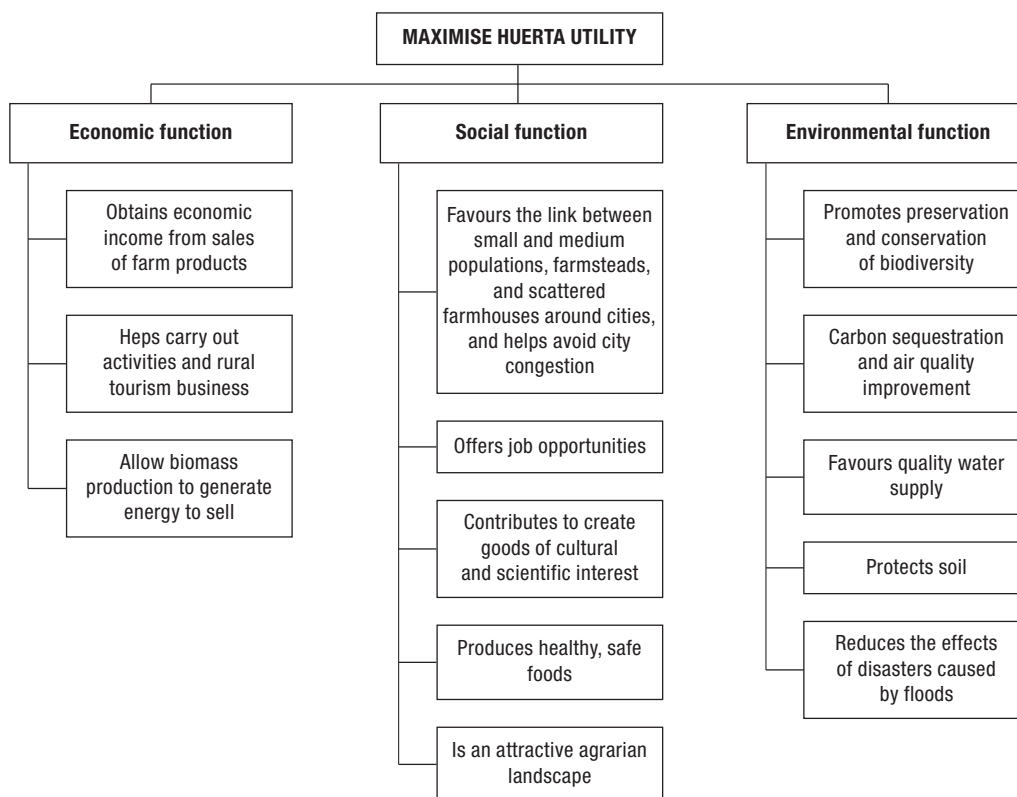 MAXIMISE HUERTA UTILITY
Economic function
Obtains economic
income from sales
of farm products
Heps carry out
activities and rural
tourism business
Allow biomass
production to generate
energy to sell
Social function
Favours the link between
small and medium
populations, farmsteads,
and scattered
farmhouses around cities,
and helps avoid city
congestion
Offers job opportunities
Contributes to create
goods of cultural
and scientific interest
Produces healthy, safe
foods
Is an attractive agrarian
landscape
Environmental function
Promotes preservation
and conservation
of biodiversity
Carbon sequestration
and air quality
improvement
Favours quality water
supply
Protects soil
Reduces the effects
of disasters caused
by floods